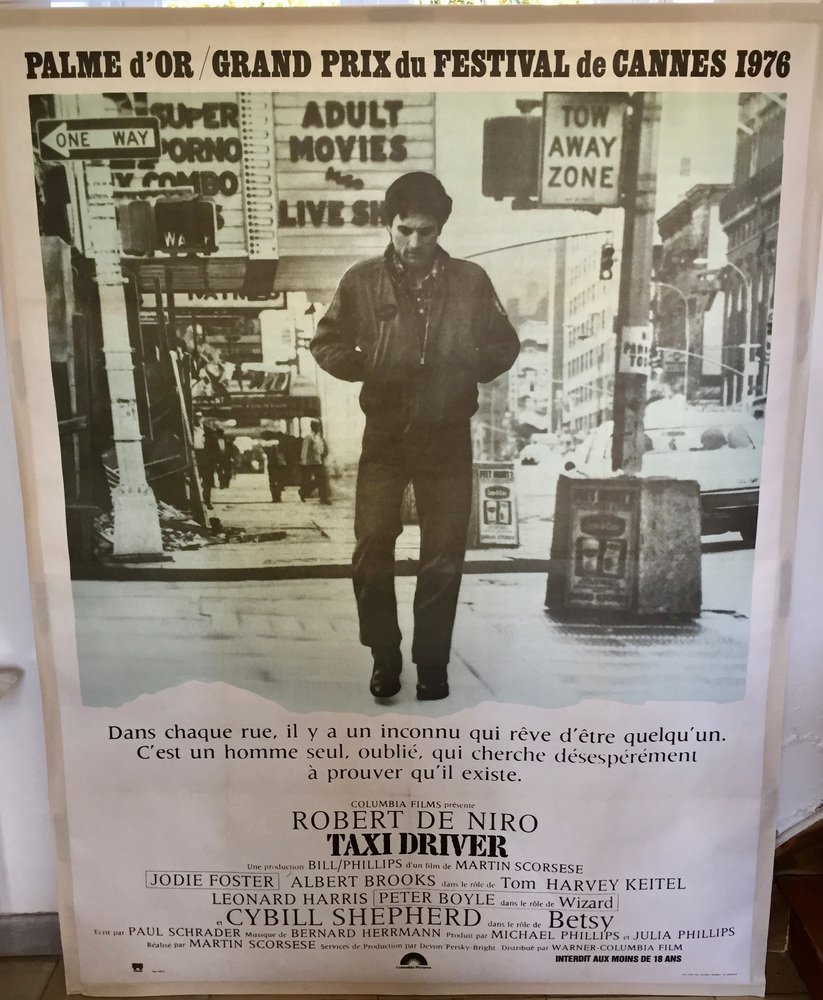 PALME d'OR / GRAND PRIX du FESTIVAL de CANNES 1976
ONE WAY
SUPER
PORNO
COMBO
ADULT
MOVIES
also
LIVE
TOW
AWAY
ZONE
Dans chaque rue, il y a un inconnu qui rêve d'être quelqu'un.
C'est un homme seul, oublié, qui cherche désespérément
à prouver qu'il existe.
COLUMBIA FILMS présente
ROBERT DE NIRO
TAXI DRIVER
Une production BILL/PHILLIPS d'un film de MARTIN SCORSESE
JODIE FOSTER ALBERT BROOKS dans le rôle de Tom HARVEY KEITEL
LEONARD HARRIS PETER BOYLE dans le rôle de Wizard
et CYBILL SHEPHERD dans le rôle de Betsy
Ecrit par PAUL SCHRADER Musique de BERNARD HERRMANN Produit par MICHAEL PHILLIPS et JULIA PHILLIPS
Réalisé par MARTIN SCORSESE Services de Production par Devon Persky-Bright Distribué par WARNER-COLUMBIA FILM
INTERDIT AUX MOINS DE 18 ANS
Columbia Pictures